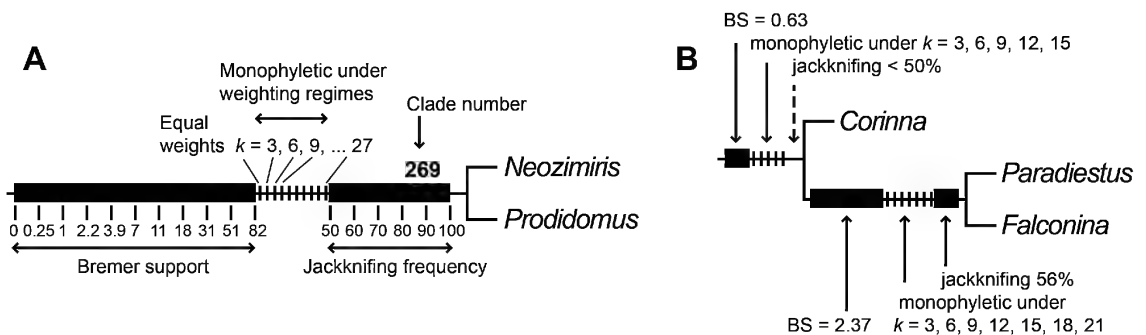 A
Monophyletic under
weighting regimes
Clade number
Equal
weights k = 3, 6, 9, ... 27
269
Neozimiris
Prodidomus
0 0.25 1 2.2 3.9 7 11 18 31 51 82
50 60 70 80 90 100
Bremer support
Jackknifing frequency
B
BS = 0.63
monophyletic under k = 3, 6, 9, 12, 15
jackknifing < 50%
Corinna
Paradiestus
Falconina
jackknifing 56%
monophyletic under
BS = 2.37
k = 3, 6, 9, 12, 15, 18, 21